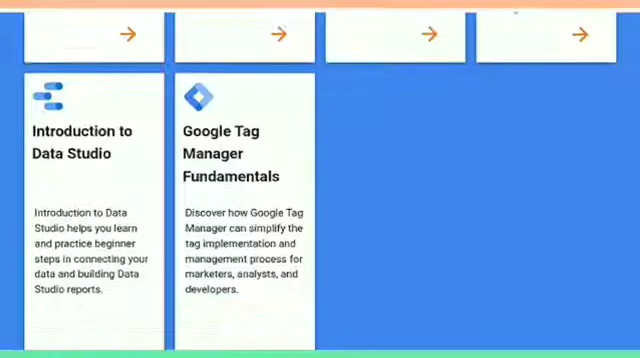 Introduction to
Data Studio
Introduction to Data
Studio helps you learn
and practice beginner
steps in connecting your
data and building Data
Studio reports.
Google Tag
Manager
Fundamentals
Discover how Google Tag
Manager can simplify the
tag implementation and
management process for
marketers, analysts, and
developers.